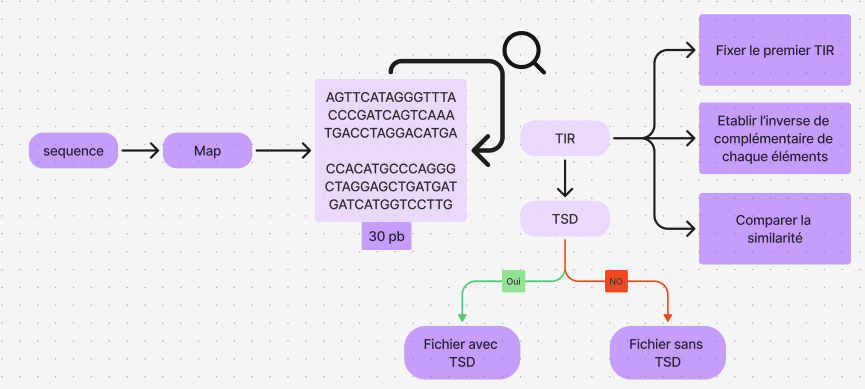 sequence
Map
AGTTCATAGGGTTTA
CCCGATCAGTCAAA
TGACCTAGGACATGA
CCACATGCCCAGGG
CTAGGAGCTGATGAT
GATCATGGTCCTTG
30 pb
TIR
TSD
Fixer le premier TIR
Etablir l'inverse de
complémentaire de
chaque éléments
Comparer la
similarité
Oui
NO
Fichier avec
TSD
Fichier sans
TSD